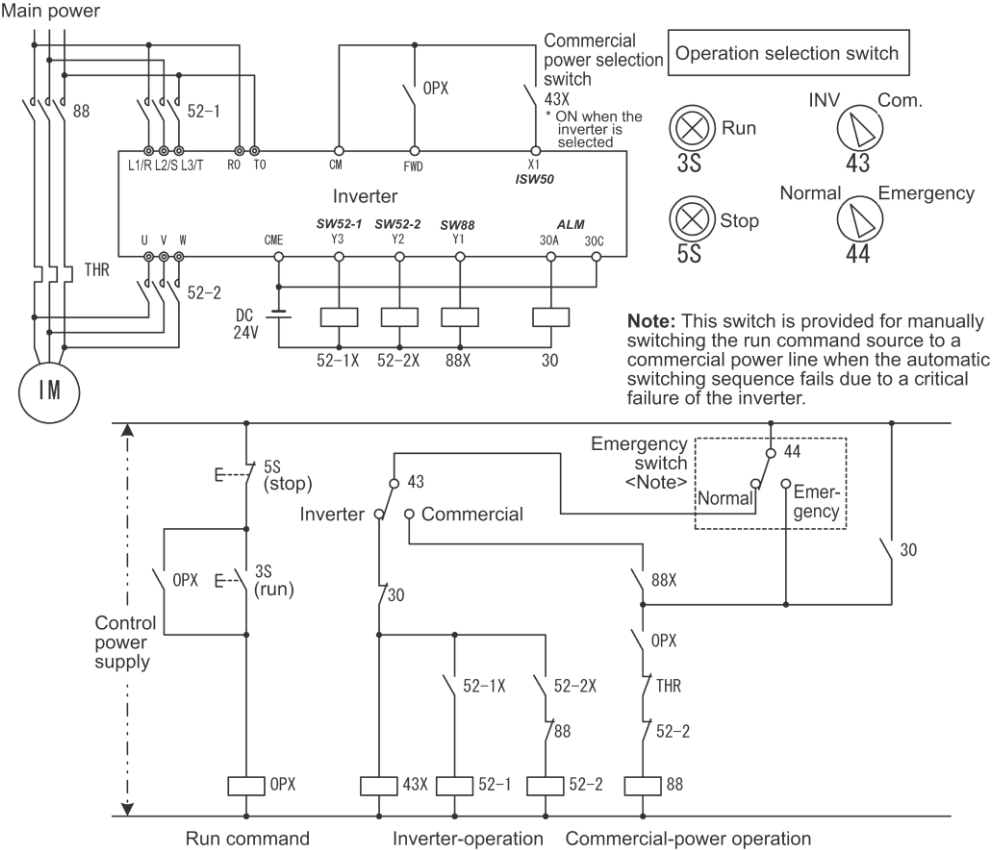 Main power
88
52-1
L1/R L2/S L3/T
R0 T0
CM
FWD
X1
ISW50
OPX
Commercial
power selection
switch
43X
* ON when the
inverter is
selected
Inverter
SW52-1 SW52-2 SW88 ALM
U V W
CME
Y3
Y2
Y1
30A
30C
THR
52-2
DC
24V
52-1X
52-2X
88X
30
IM
Operation selection switch
Run
3S
INV Com.
43
Stop
5S
Normal Emergency
44
Note: This switch is provided for manually
switching the run command source to a
commercial power line when the automatic
switching sequence fails due to a critical
failure of the inverter.
Control
power
supply
5S
(stop)
OPX
3S
(run)
OPX
43
Inverter
Commercial
30
52-1X
52-2X
88
43X
52-1
52-2
Emergency
switch
<Note>
44
Normal
Emer-
gency
30
88X
OPX
THR
52-2
88
Run command
Inverter-operation
Commercial-power operation